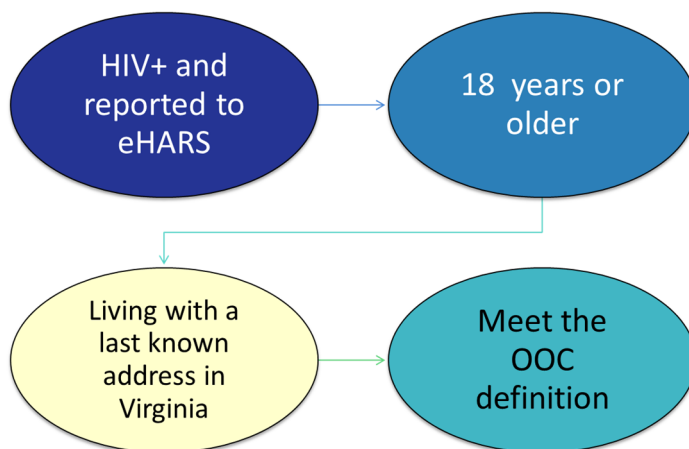 HIV+ and
reported to
eHARS
18 years or
older
Living with a
last known
address in
Virginia
Meet the
OOC
definition